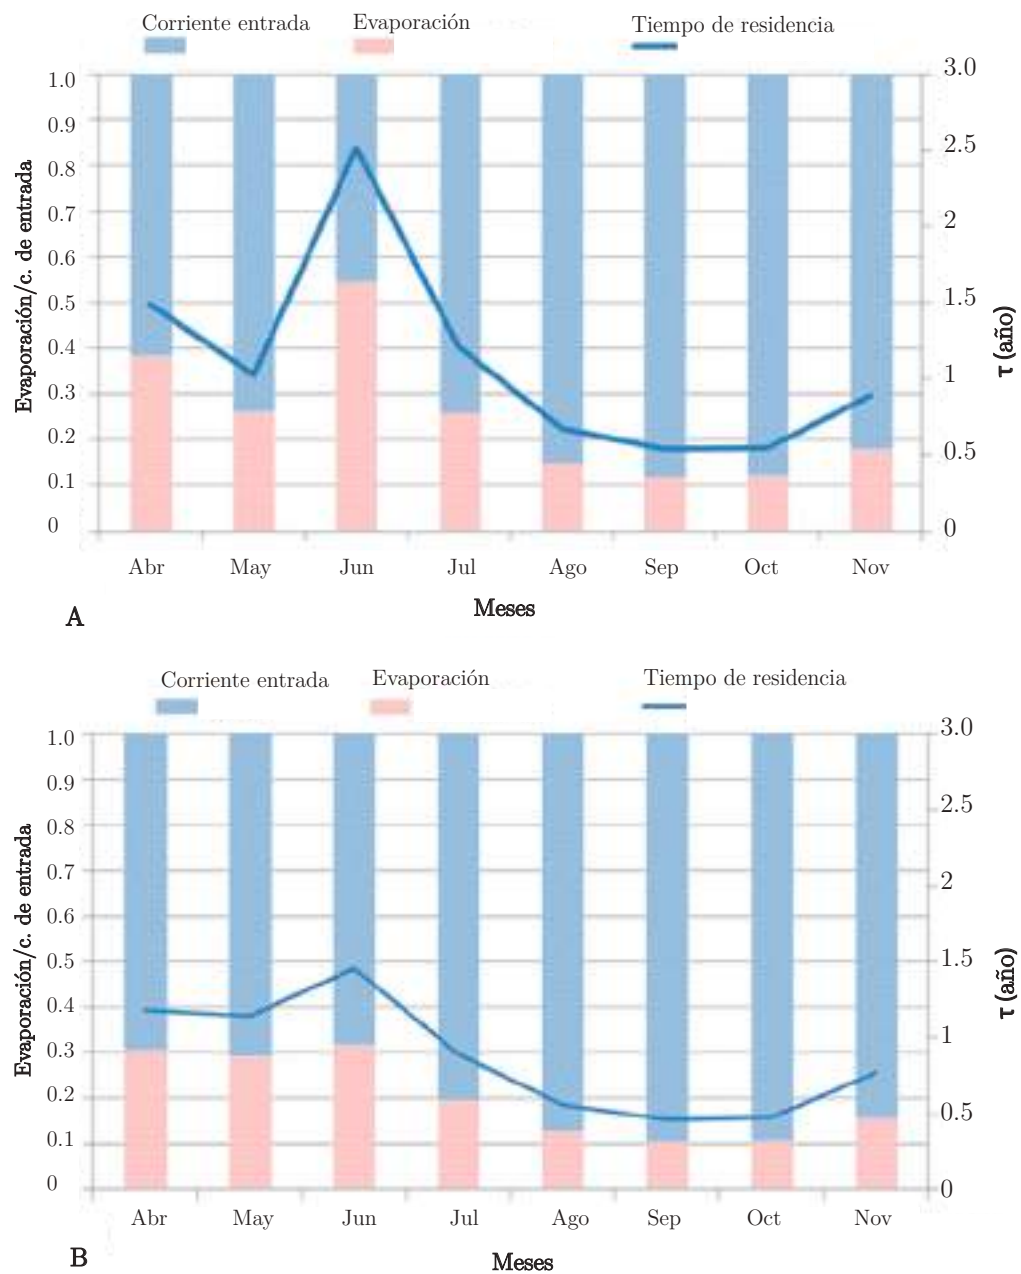 Corriente entrada Evaporación Tiempo de residencia
1.0 3.0
0.9
0.8 2.5
0.7
0.6 2
0.5 1.5
0.4
0.3 1
0.2
0.1 0.5
0 0
Evaporación/c. de entrada
τ (año)
Abr May Jun Jul Ago Sep Oct Nov
Meses
A
Corriente entrada Evaporación Tiempo de residencia
1.0 3.0
0.9
0.8 2.5
0.7
0.6 2
0.5 1.5
0.4
0.3 1
0.2
0.1 0.5
0 0
Evaporación/c. de entrada
τ (año)
Abr May Jun Jul Ago Sep Oct Nov
Meses
B